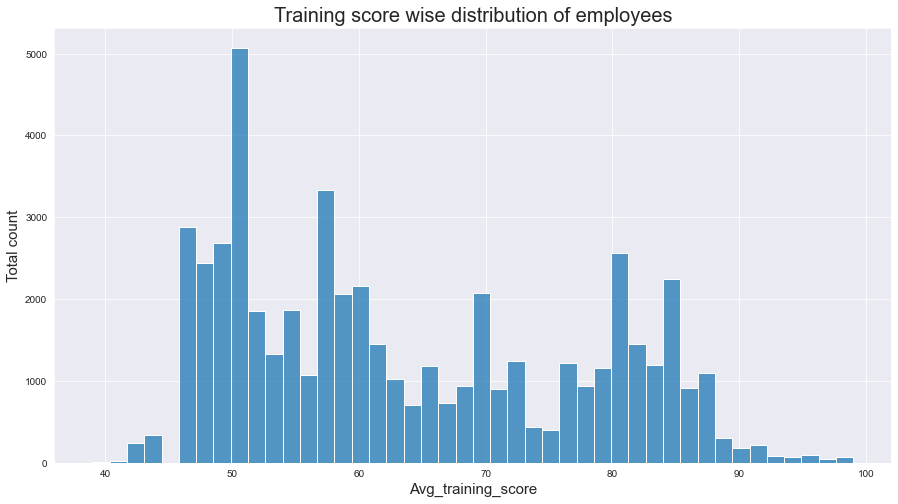 Training score wise distribution of employees
5000
4000
3000
2000
1000
0
Total count
40 50 60 70 80 90 100
Avg_training_score